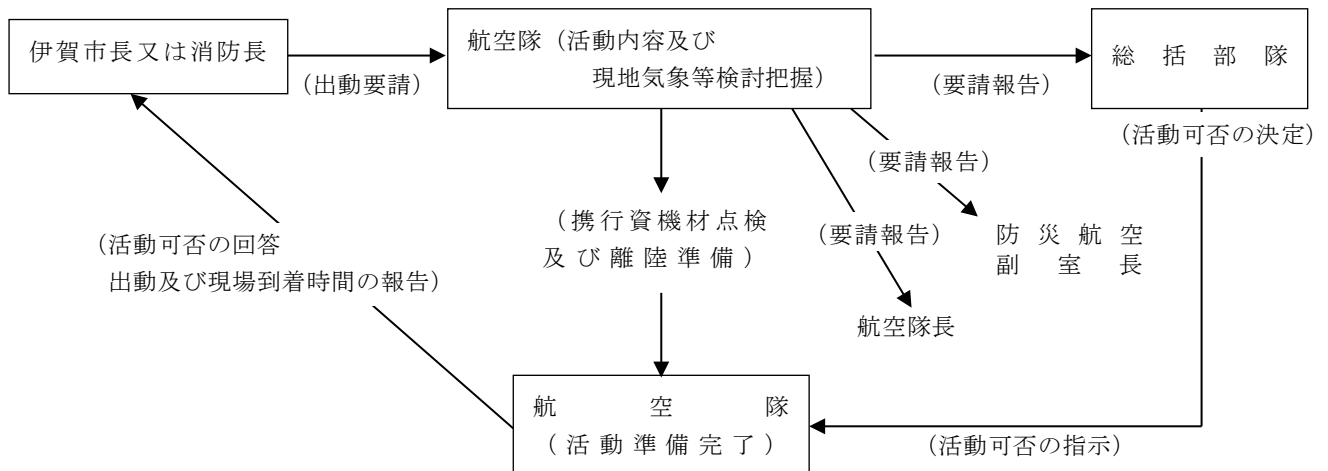 伊賀市長又は消防長
(出動要請)
航空隊（活動内容及び
現地気象等検討把握）
(要請報告)
総括部隊
(活動可否の決定)
(要請報告)
(携行資機材点検
及び離陸準備)
(要請報告)
防災航空
副室長
(活動可否の回答
出動及び現場到着時間の報告)
航空隊長
航空隊
(活動準備完了)
(活動可否の指示)